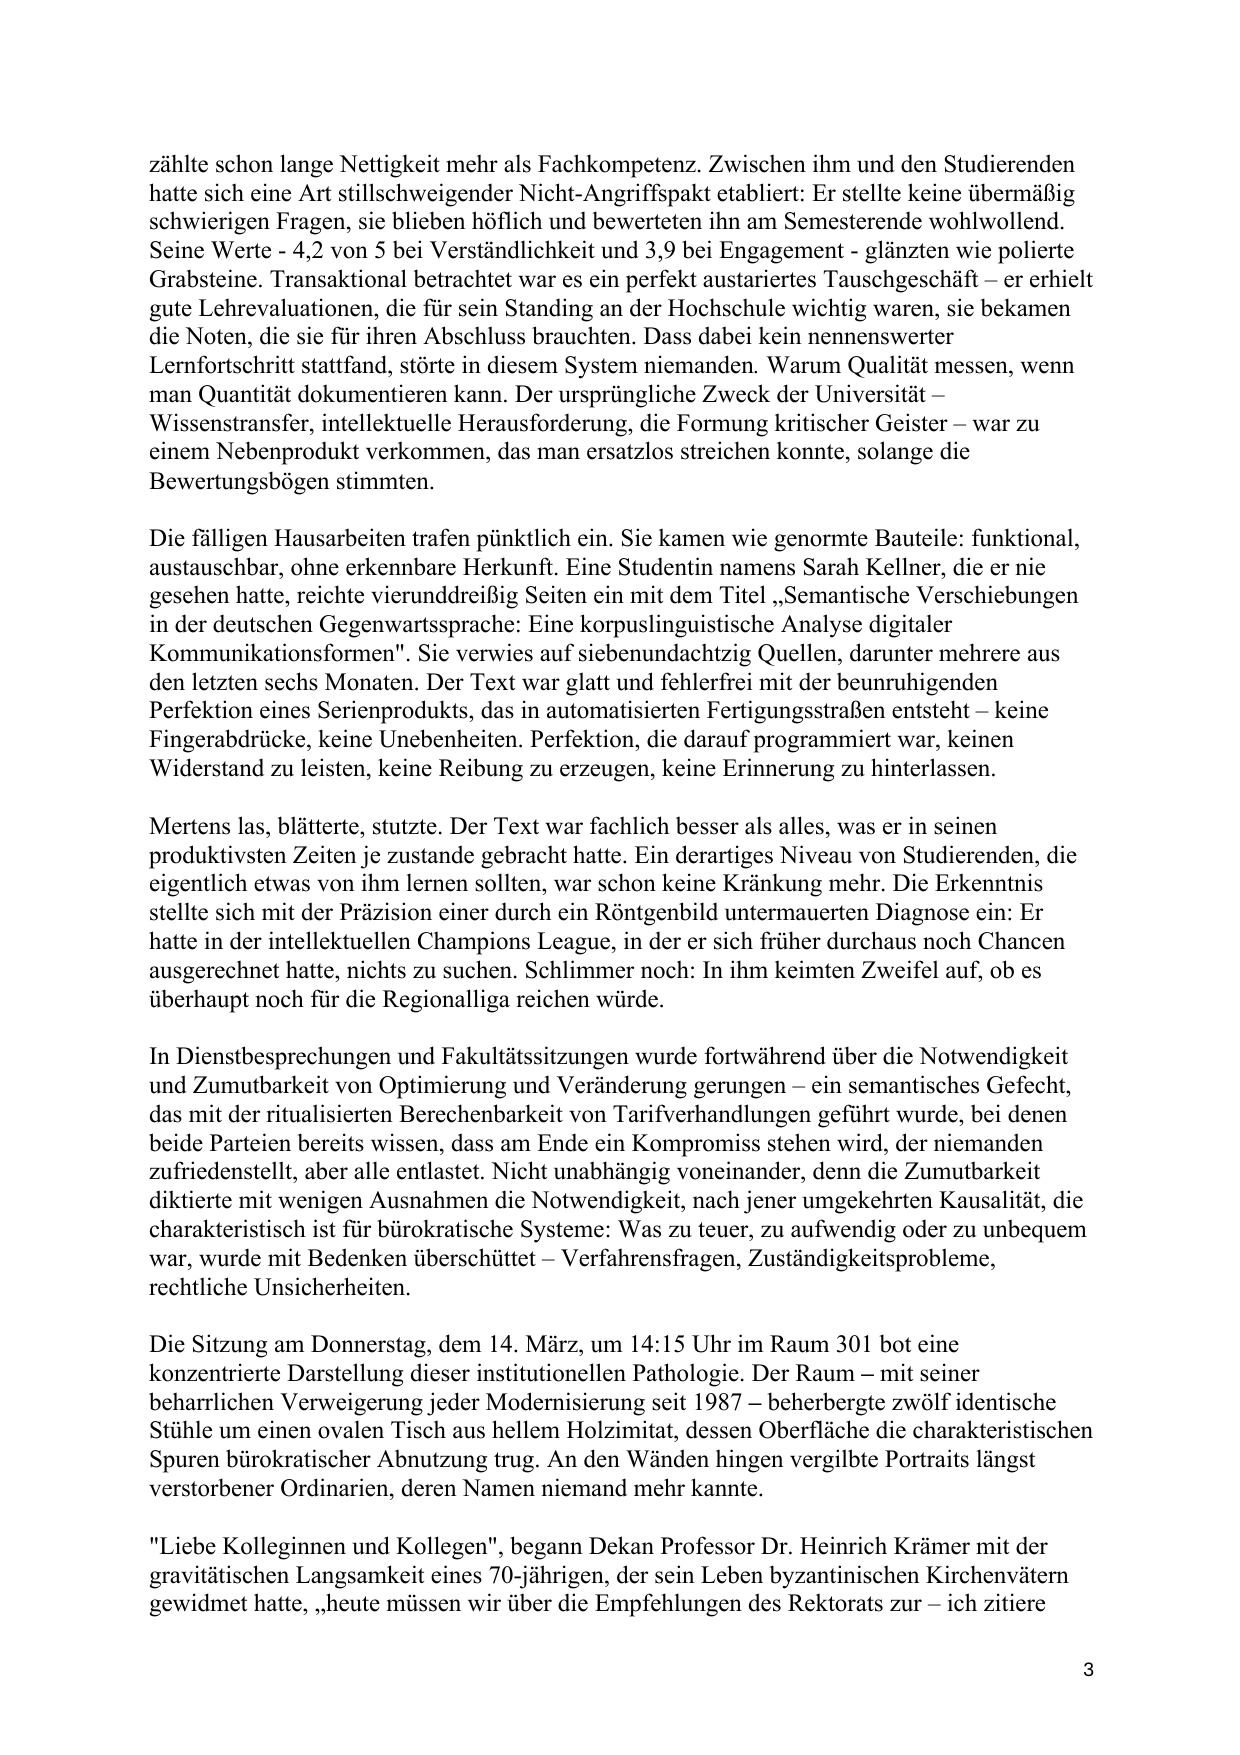 zählte schon lange Nettigkeit mehr als Fachkompetenz. Zwischen ihm und den Studierenden
hatte sich eine Art stillschweigender Nicht-Angriffspakt etabliert: Er stellte keine übermäßig
schwierigen Fragen, sie blieben höflich und bewerteten ihn am Semesterende wohlwollend.
Seine Werte - 4,2 von 5 bei Verständlichkeit und 3,9 bei Engagement - glänzten wie polierte
Grabsteine. Transaktional betrachtet war es ein perfekt austariertes Tauschgeschäft – er erhielt
gute Lehrevaluationen, die für sein Standing an der Hochschule wichtig waren, sie bekamen
die Noten, die sie für ihren Abschluss brauchten. Dass dabei kein nennenswerter
Lernfortschritt stattfand, störte in diesem System niemanden. Warum Qualität messen, wenn
man Quantität dokumentieren kann. Der ursprüngliche Zweck der Universität –
Wissenstransfer, intellektuelle Herausforderung, die Formung kritischer Geister – war zu
einem Nebenprodukt verkommen, das man ersatzlos streichen konnte, solange die
Bewertungsbögen stimmten.

Die fälligen Hausarbeiten trafen pünktlich ein. Sie kamen wie genormte Bauteile: funktional,
austauschbar, ohne erkennbare Herkunft. Eine Studentin namens Sarah Kellner, die er nie
gesehen hatte, reichte vierunddreißig Seiten ein mit dem Titel „Semantische Verschiebungen
in der deutschen Gegenwartssprache: Eine korpuslinguistische Analyse digitaler
Kommunikationsformen". Sie verwies auf siebenundachtzig Quellen, darunter mehrere aus
den letzten sechs Monaten. Der Text war glatt und fehlerfrei mit der beunruhigenden
Perfektion eines Serienprodukts, das in automatisierten Fertigungsstraßen entsteht – keine
Fingerabdrücke, keine Unebenheiten. Perfektion, die darauf programmiert war, keinen
Widerstand zu leisten, keine Reibung zu erzeugen, keine Erinnerung zu hinterlassen.

Mertens las, blätterte, stutzte. Der Text war fachlich besser als alles, was er in seinen
produktivsten Zeiten je zustande gebracht hatte. Ein derartiges Niveau von Studierenden, die
eigentlich etwas von ihm lernen sollten, war schon keine Kränkung mehr. Die Erkenntnis
stellte sich mit der Präzision einer durch ein Röntgenbild untermauerten Diagnose ein: Er
hatte in der intellektuellen Champions League, in der er sich früher durchaus noch Chancen
ausgerechnet hatte, nichts zu suchen. Schlimmer noch: In ihm keimten Zweifel auf, ob es
überhaupt noch für die Regionalliga reichen würde.

In Dienstbesprechungen und Fakultätssitzungen wurde fortwährend über die Notwendigkeit
und Zumutbarkeit von Optimierung und Veränderung gerungen – ein semantisches Gefecht,
das mit der ritualisierten Berechenbarkeit von Tarifverhandlungen geführt wurde, bei denen
beide Parteien bereits wissen, dass am Ende ein Kompromiss stehen wird, der niemanden
zufriedenstellt, aber alle entlastet. Nicht unabhängig voneinander, denn die Zumutbarkeit
diktierte mit wenigen Ausnahmen die Notwendigkeit, nach jener umgekehrten Kausalität, die
charakteristisch ist für bürokratische Systeme: Was zu teuer, zu aufwendig oder zu unbequem
war, wurde mit Bedenken überschüttet – Verfahrensfragen, Zuständigkeitsprobleme,
rechtliche Unsicherheiten.

Die Sitzung am Donnerstag, dem 14. März, um 14:15 Uhr im Raum 301 bot eine
konzentrierte Darstellung dieser institutionellen Pathologie. Der Raum – mit seiner
beharrlichen Verweigerung jeder Modernisierung seit 1987 – beherbergte zwölf identische
Stühle um einen ovalen Tisch aus hellem Holzimitat, dessen Oberfläche die charakteristischen
Spuren bürokratischer Abnutzung trug. An den Wänden hingen vergilbte Portraits längst
verstorbener Ordinarien, deren Namen niemand mehr kannte.

"Liebe Kolleginnen und Kollegen", begann Dekan Professor Dr. Heinrich Krämer mit der
gravitätischen Langsamkeit eines 70-jährigen, der sein Leben byzantinischen Kirchenvätern
gewidmet hatte, „heute müssen wir über die Empfehlungen des Rektorats zur – ich zitiere

3